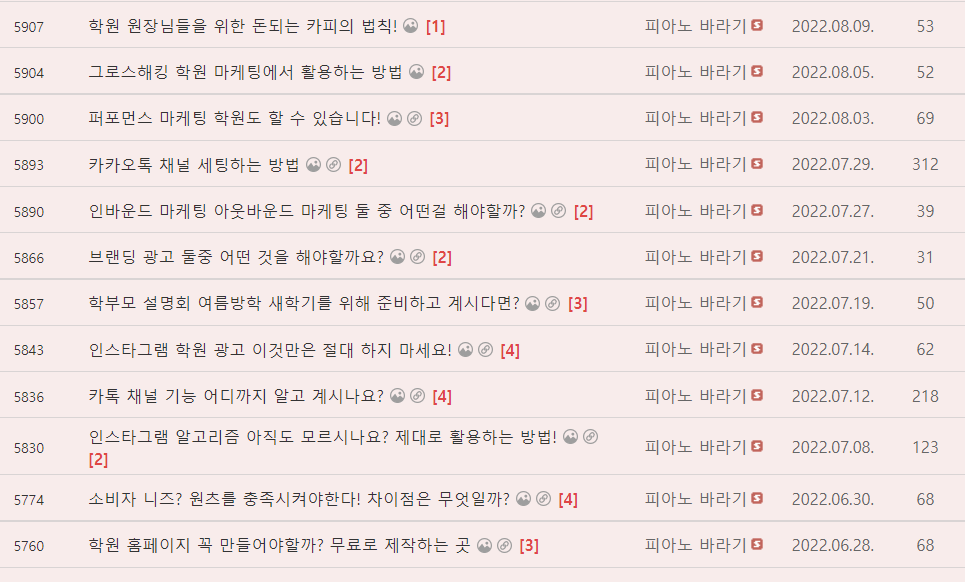 5907 학원 원장님들을 위한 돈되는 카피의 법칙! [1] 피아노 바라기 S 2022.08.09. 53
5904 그로스해킹 학원 마케팅에서 활용하는 방법 [2] 피아노 바라기 S 2022.08.05. 52
5900 퍼포먼스 마케팅 학원도 할 수 있습니다! [3] 피아노 바라기 S 2022.08.03. 69
5893 카카오톡 채널 세팅하는 방법 [2] 피아노 바라기 S 2022.07.29. 312
5890 인바운드 마케팅 아웃바운드 마케팅 둘 중 어떤걸 해야할까? [2] 피아노 바라기 S 2022.07.27. 39
5866 브랜딩 광고 둘중 어떤 것을 해야할까요? [2] 피아노 바라기 S 2022.07.21. 31
5857 학부모 설명회 여름방학 새학기를 위해 준비하고 계시다면? [3] 피아노 바라기 S 2022.07.19. 50
5843 인스타그램 학원 광고 이것만은 절대 하지 마세요! [4] 피아노 바라기 S 2022.07.14. 62
5836 카톡 채널 기능 어디까지 알고 계시나요? [4] 피아노 바라기 S 2022.07.12. 218
5830 인스타그램 알고리즘 아직도 모르시나요? 제대로 활용하는 방법! 피아노 바라기 S 2022.07.08. 123
[2]
5774 소비자 니즈? 원츠를 충족시켜야한다! 차이점은 무엇일까? [4] 피아노 바라기 S 2022.06.30. 68
5760 학원 홈페이지 꼭 만들어야할까? 무료로 제작하는 곳 [3] 피아노 바라기 S 2022.06.28. 68